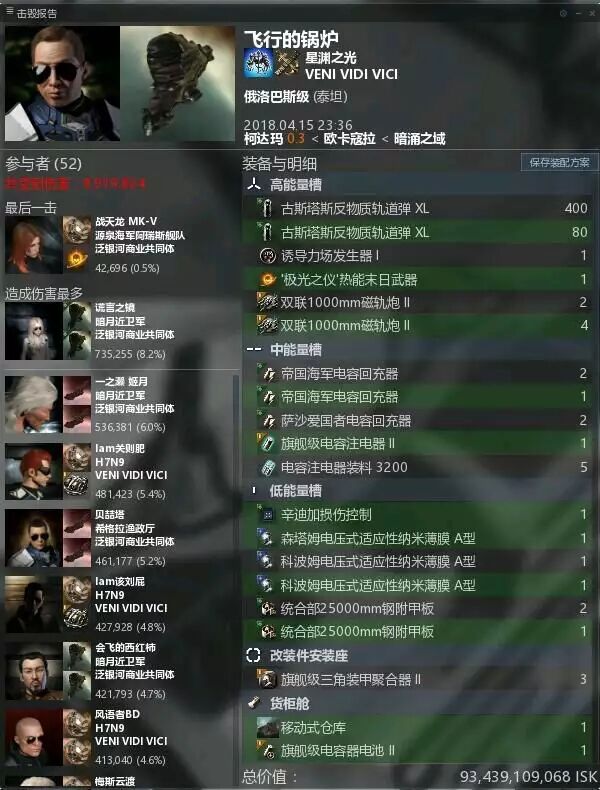 击毁报告
飞行的锅炉
星渊之光
VENI VIDI VICI
俄洛巴斯级 (泰坦)
2018.04.15 23:36
柯达玛 0.3 < 欧卡寇拉 < 暗涌之域
参与者 (52)
最后一击
战天龙 MK-V
源泉海军阿瑞斯舰队
泛银河商业共同体
42,696 (0.5%)
造成伤害最多
谎言之镜
暗月近卫军
泛银河商业共同体
735,255 (8.2%)
一之濑 姬月
暗月近卫军
泛银河商业共同体
536,381 (6.0%)
Iam关则肥
H7N9
VENI VIDI VICI
481,423 (5.4%)
贝喆塔
希格拉渔政厅
泛银河商业共同体
461,177 (5.2%)
Iam该刘屁
H7N9
VENI VIDI VICI
427,928 (4.8%)
会飞的西红柿
暗月近卫军
泛银河商业共同体
421,793 (4.7%)
风语者BD
H7N9
VENI VIDI VICI
413,040 (4.6%)
梅斯云渡
装备与明细
保存装配方案
高能量槽
古斯塔斯反物质轨道弹 XL 400
古斯塔斯反物质轨道弹 XL 80
诱导力场发生器 I 1
'极光之仪'热能末日武器 1
双联1000mm磁轨炮 II 2
双联1000mm磁轨炮 II 4
中能量槽
帝国海军电容回充器 2
帝国海军电容回充器 1
萨沙爱国者电容回充器 2
旗舰级电容注电器 II 1
电容注电器装料 3200 5
低能量槽
辛迪加损伤控制 1
森塔姆电压式适应性纳米薄膜 A型 1
科波姆电压式适应性纳米薄膜 A型 1
科波姆电压式适应性纳米薄膜 A型 1
统合部25000mm钢附甲板 2
统合部25000mm钢附甲板 1
改装件安装座
旗舰级三角装甲聚合器 II 3
货柜舱
移动式仓库 1
旗舰级电容器电池 II 1
总价值： 93,439,109,068 ISK